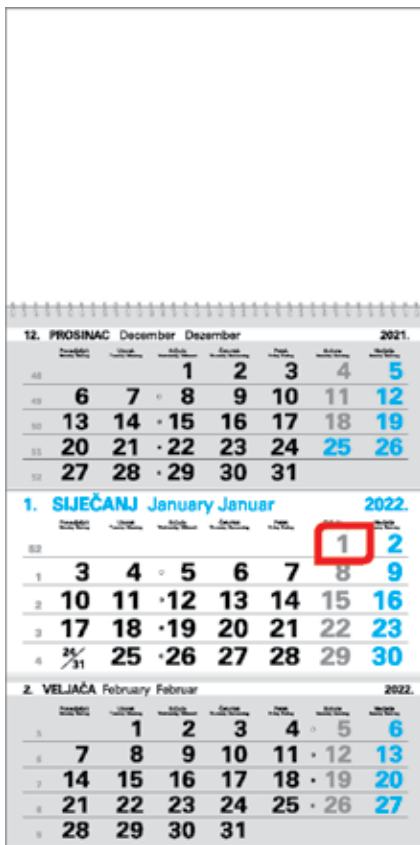 12. PROSINAC December Dezember 2021.
48 1 2 3 4 5
49 6 7 8 9 10 11 12
50 13 14 15 16 17 18 19
51 20 21 22 23 24 25 26
52 27 28 29 30 31
1. SIJEČANJ January Januar 2022.
52 1 2
1 3 4 5 6 7 8 9
2 10 11 12 13 14 15 16
3 17 18 19 20 21 22 23
4 24/31 25 26 27 28 29 30
2. VELJAČA February Februar 2022.
5 1 2 3 4 5 6
6 7 8 9 10 11 12 13
7 14 15 16 17 18 19 20
8 21 22 23 24 25 26 27
9 28 29 30 31